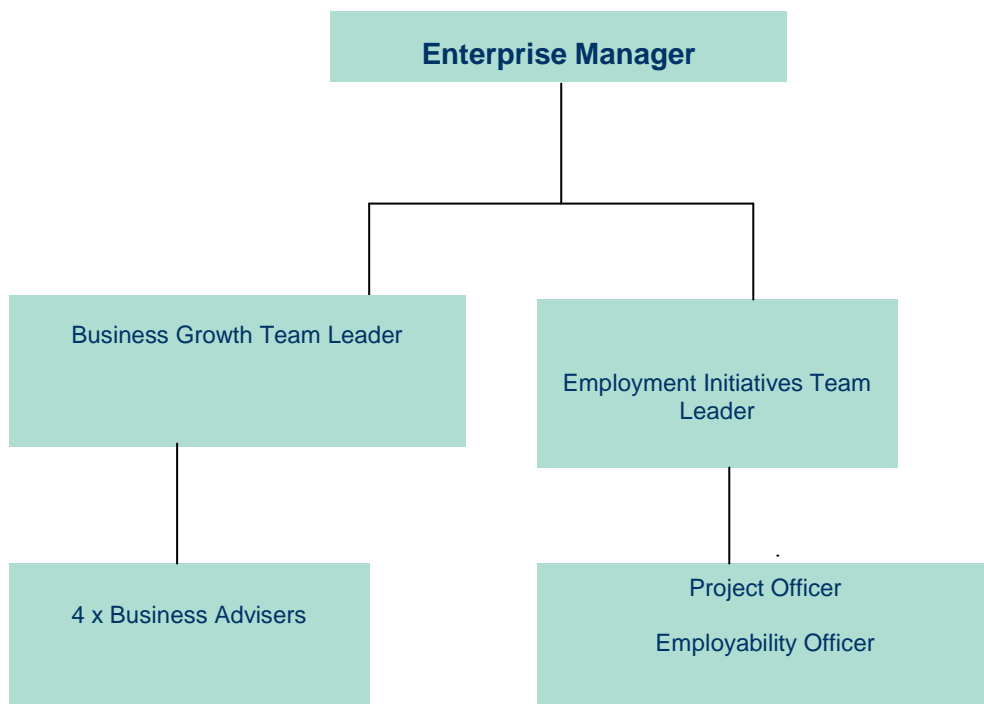 Enterprise Manager
Business Growth Team Leader
Employment Initiatives Team
Leader
4 x Business Advisers
Project Officer
Employability Officer